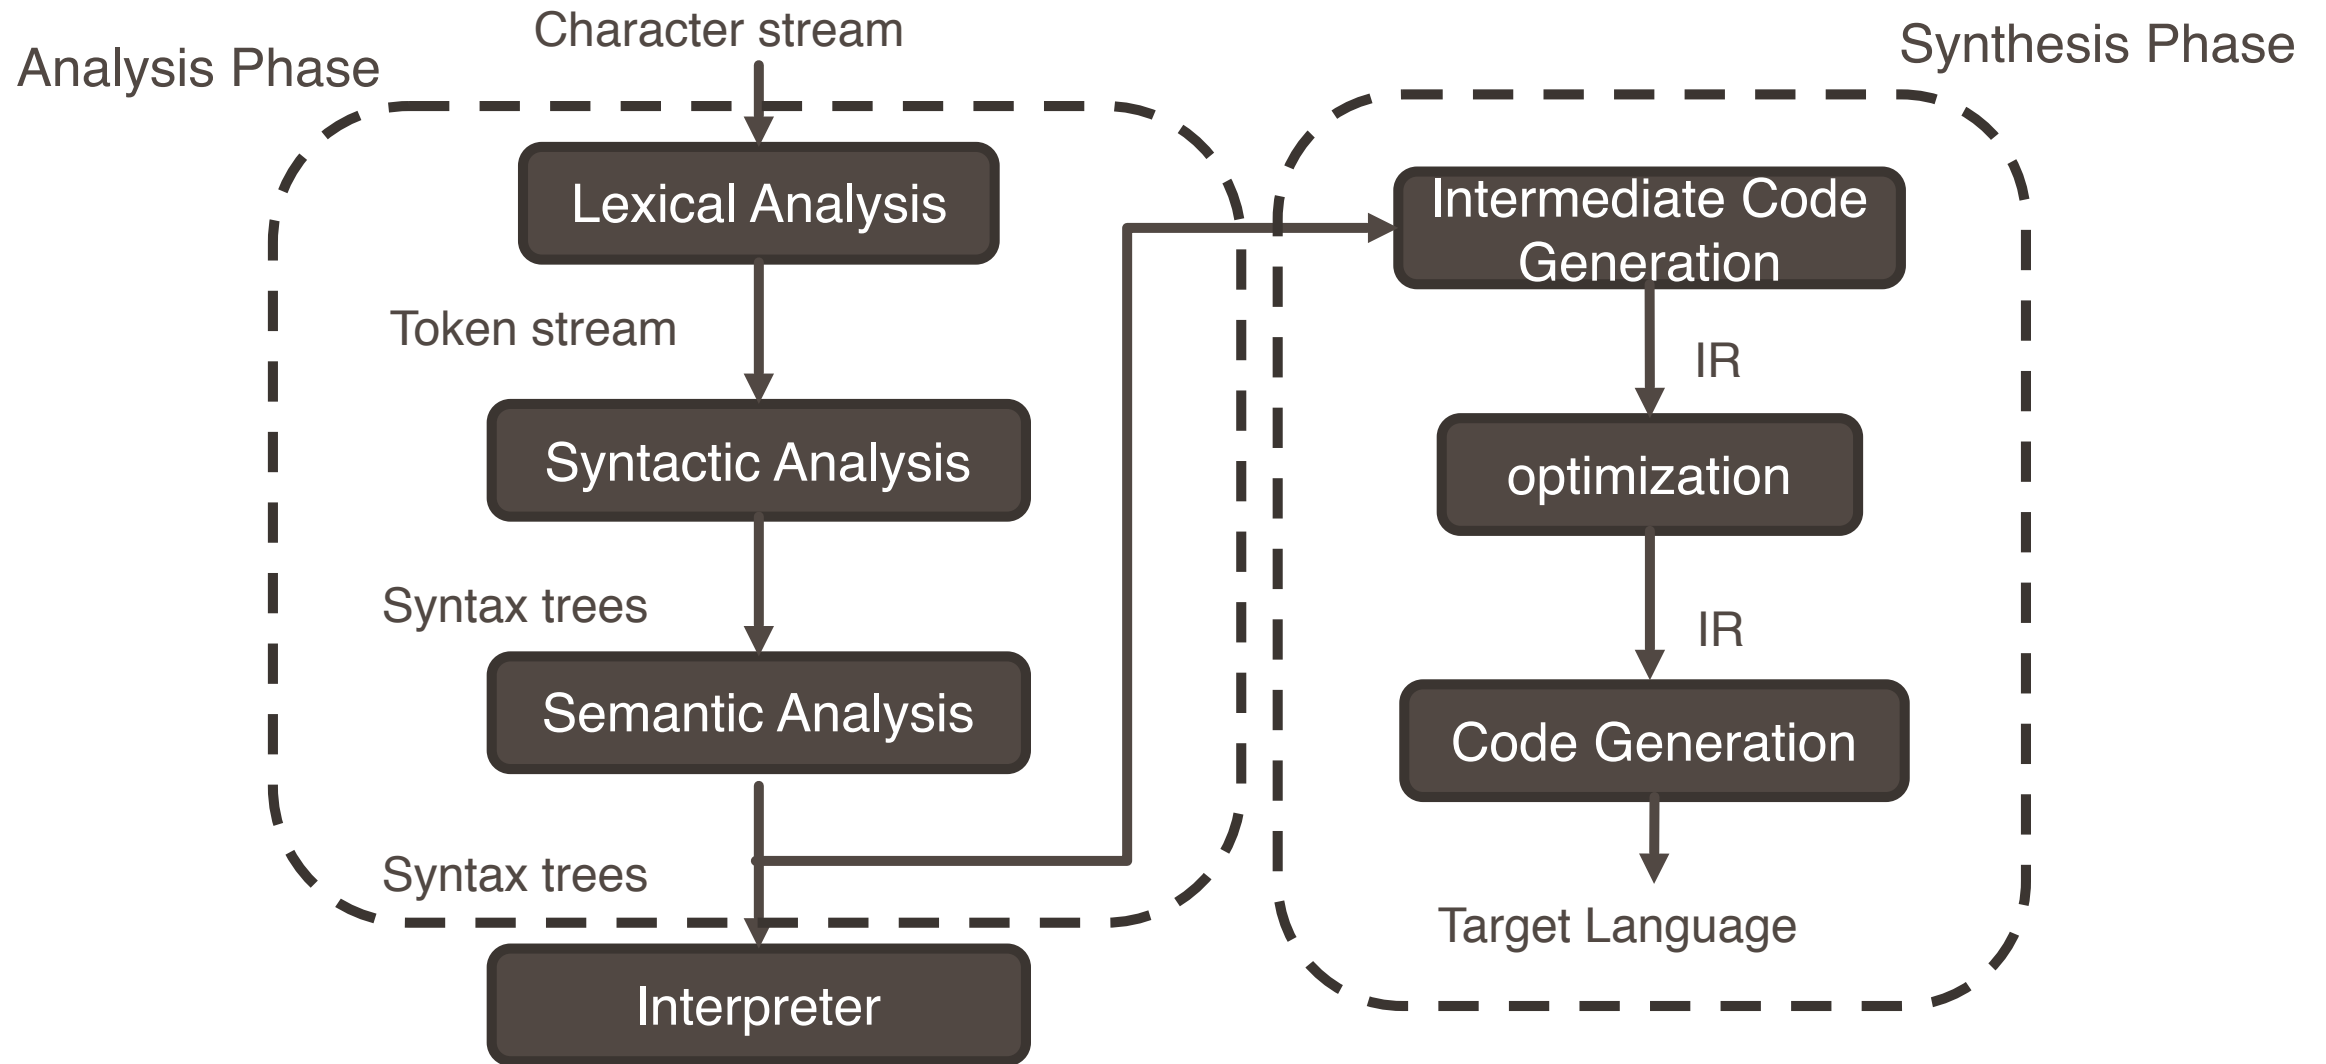 Character stream
Analysis Phase
Lexical Analysis
Token stream
Syntactic Analysis
Syntax trees
Semantic Analysis
Syntax trees
Interpreter
Synthesis Phase
Intermediate Code
Generation
IR
optimization
IR
Code Generation
Target Language